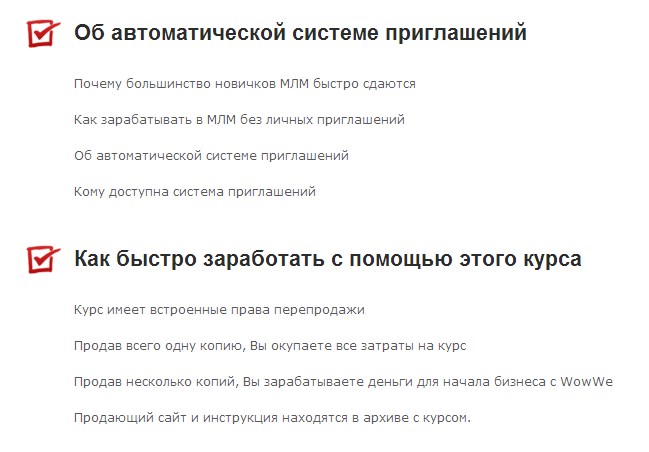 Об автоматической системе приглашений
Почему большинство новичков МЛМ быстро сдаются
Как зарабатывать в МЛМ без личных приглашений
Об автоматической системе приглашений
Кому доступна система приглашений
Как быстро заработать с помощью этого курса
Курс имеет встроенные права перепродажи
Продав всего одну копию, Вы окупаете все затраты на курс
Продав несколько копий, Вы зарабатываете деньги для начала бизнеса с WowWe
Продающий сайт и инструкция находятся в архиве с курсом.